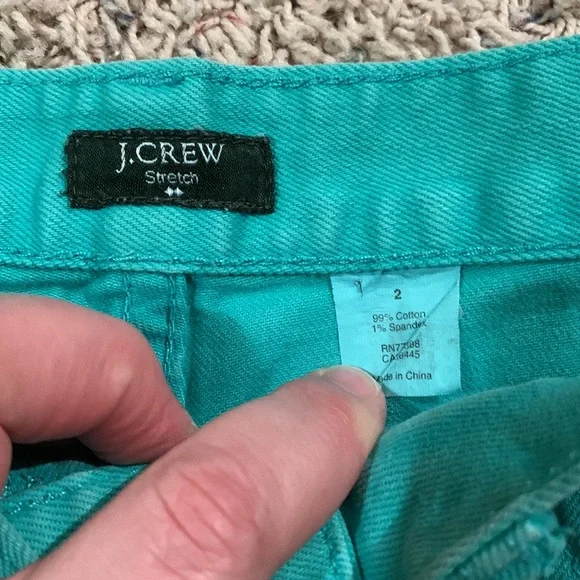 J.CREW
Stretch
2
99% Cotton
1% Spandex
in China